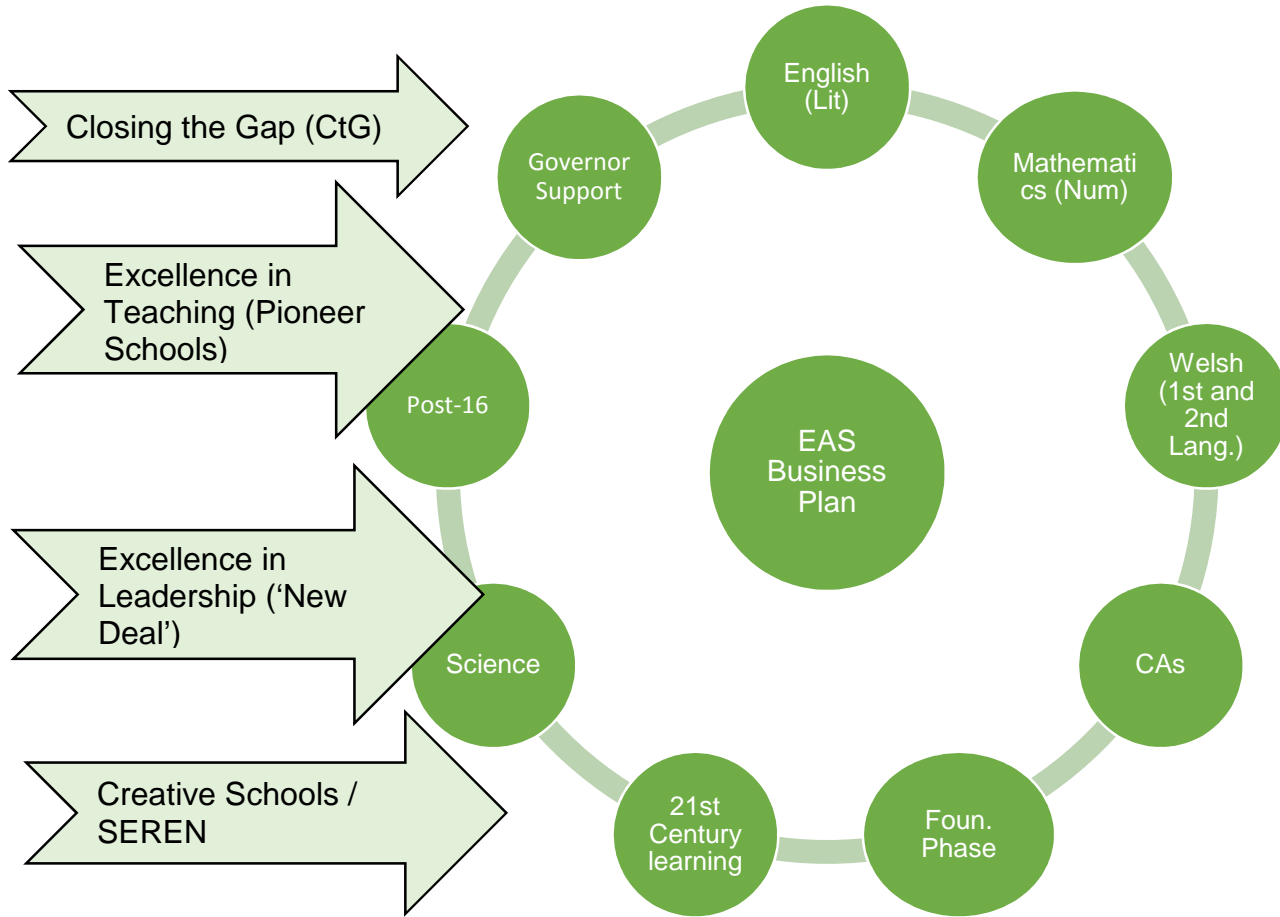 Closing the Gap (CtG)
Excellence in
Teaching (Pioneer
Schools)
Excellence in
Leadership (‘New
Deal’)
Creative Schools /
SEREN
English
(Lit)
Mathemati
cs (Num)
Welsh
(1st and
2nd
Lang.)
CAs
Foun.
Phase
21st
Century
learning
Science
Post-16
Governor
Support
EAS
Business
Plan